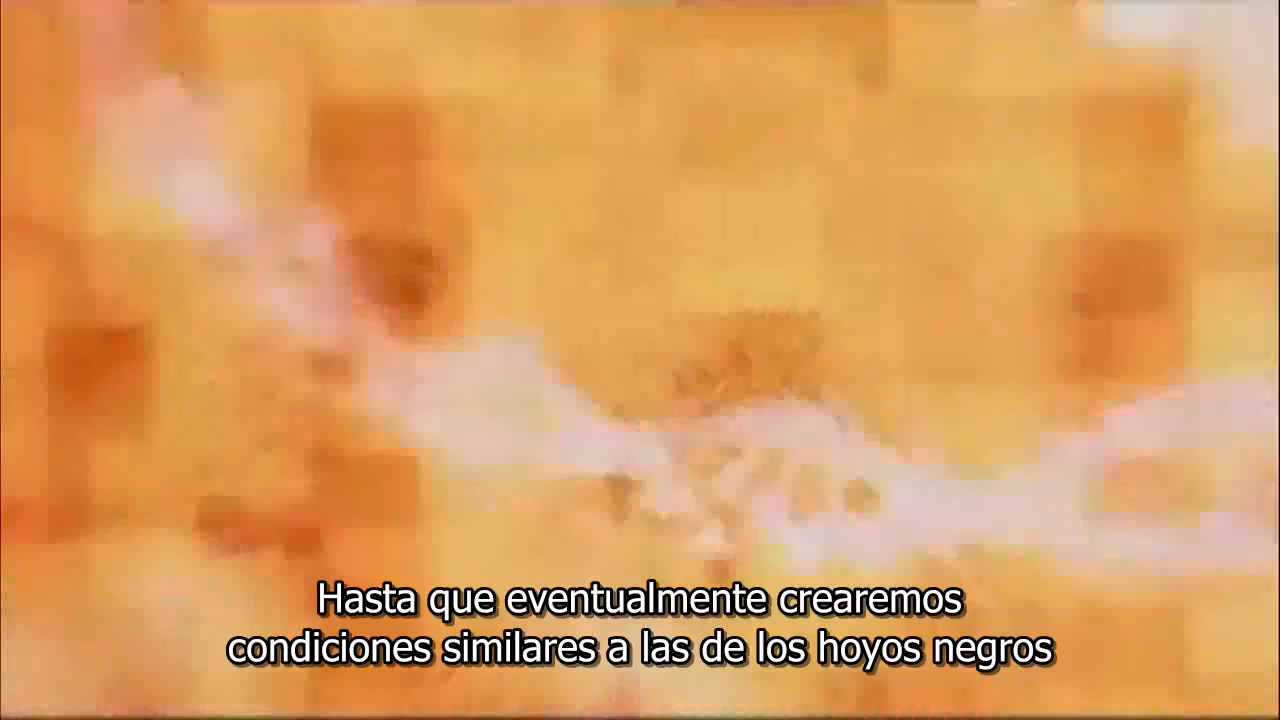 Hasta que eventualmente crearemos
condiciones similares a las de los hoyos negros